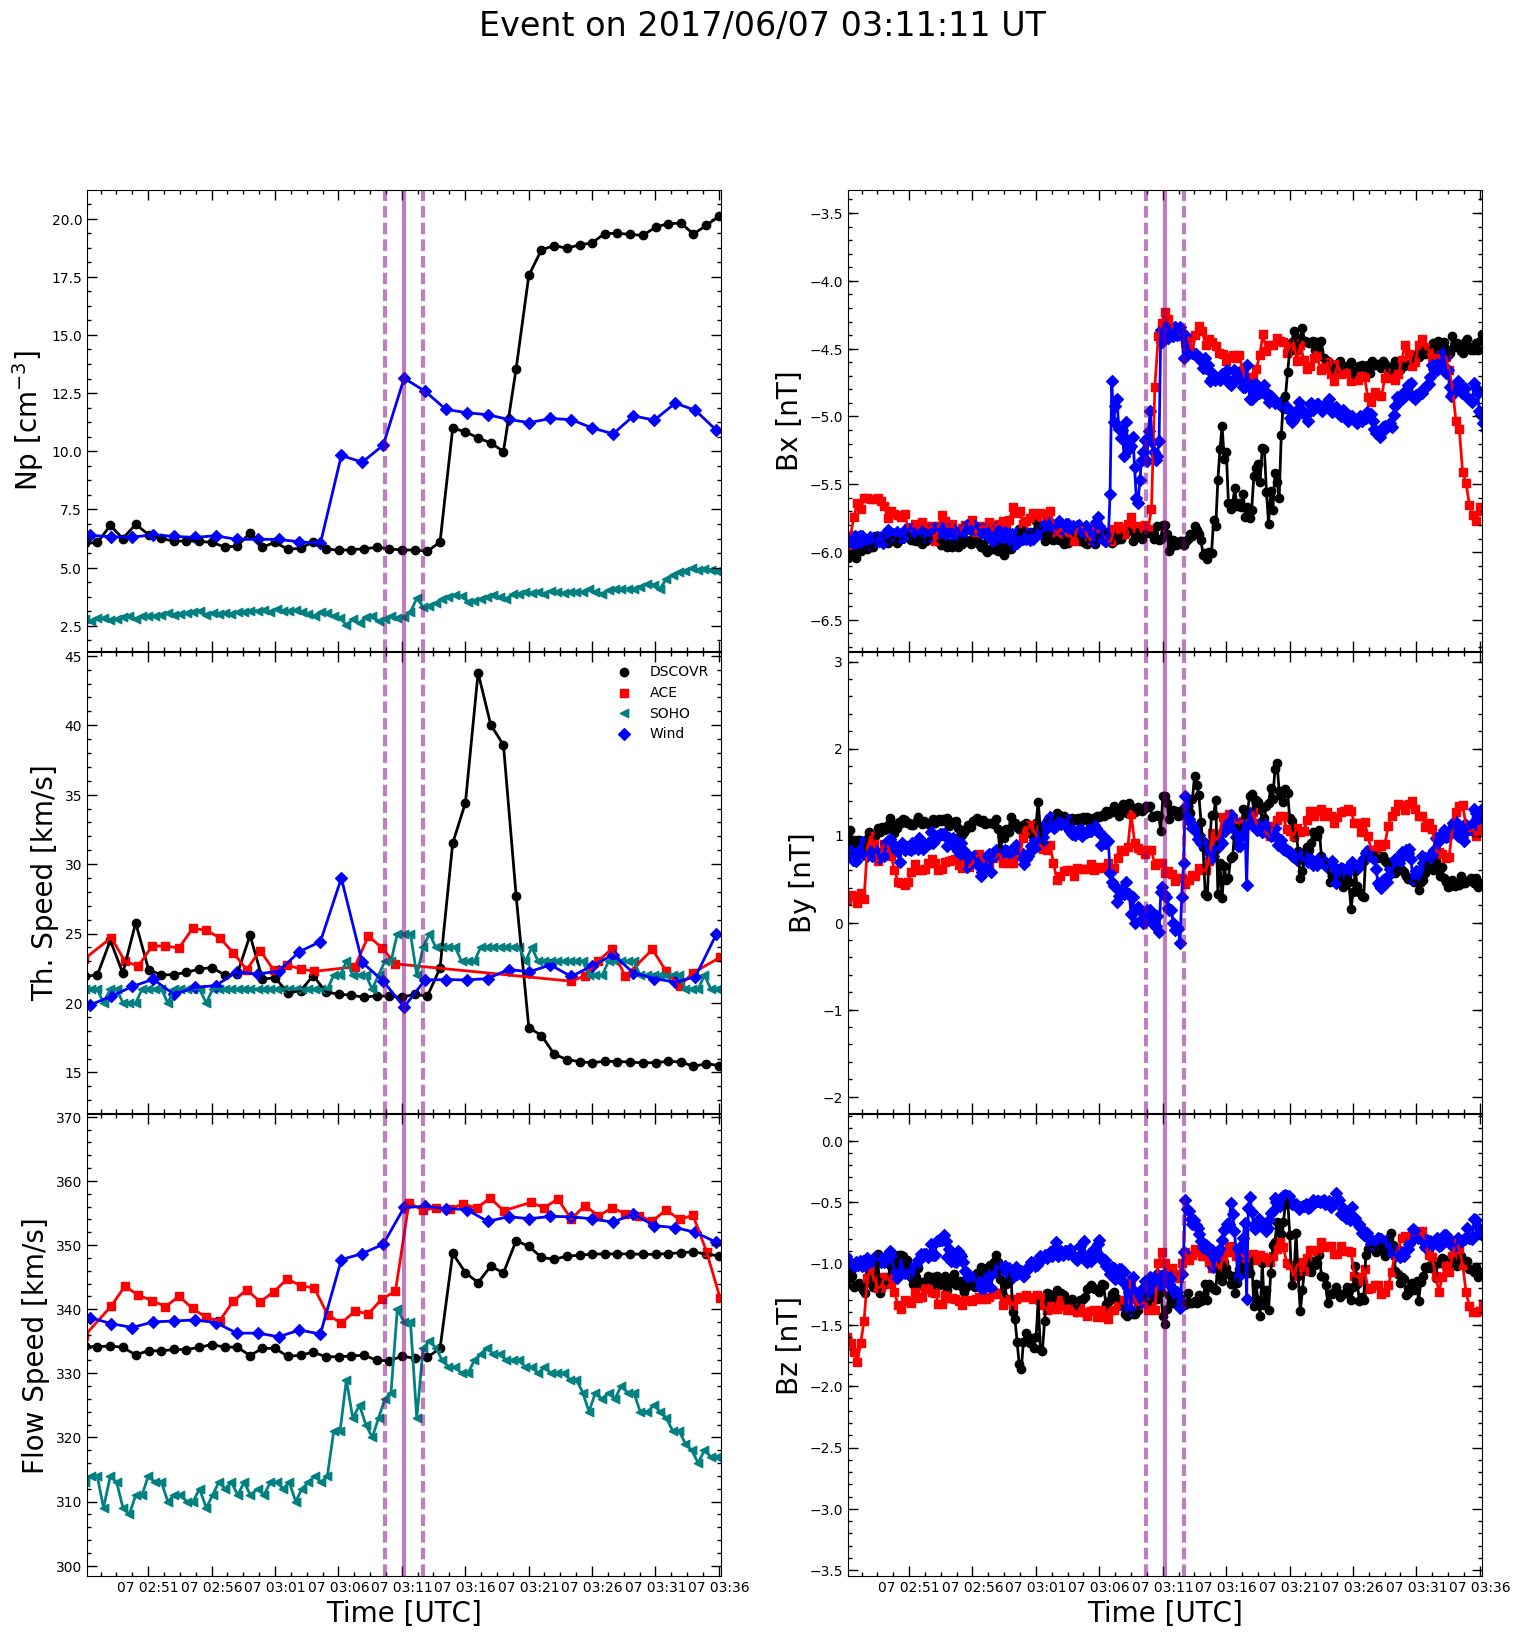 Event on 2017/06/07 03:11:11 UT
Np [cm⁻³]
20.0
17.5
15.0
12.5
10.0
7.5
5.0
2.5
Th. Speed [km/s]
45
40
35
30
25
20
15
DSCOVR
ACE
SOHO
Wind
Flow Speed [km/s]
370
360
350
340
330
320
310
300
07 02:51 07 02:56 07 03:01 07 03:06 07 03:11 07 03:16 07 03:21 07 03:26 07 03:31 07 03:36
Time [UTC]
Bx [nT]
−3.5
−4.0
−4.5
−5.0
−5.5
−6.0
−6.5
By [nT]
3
2
1
0
−1
−2
Bz [nT]
0.0
−0.5
−1.0
−1.5
−2.0
−2.5
−3.0
−3.5
07 02:51 07 02:56 07 03:01 07 03:06 07 03:11 07 03:16 07 03:21 07 03:26 07 03:31 07 03:36
Time [UTC]